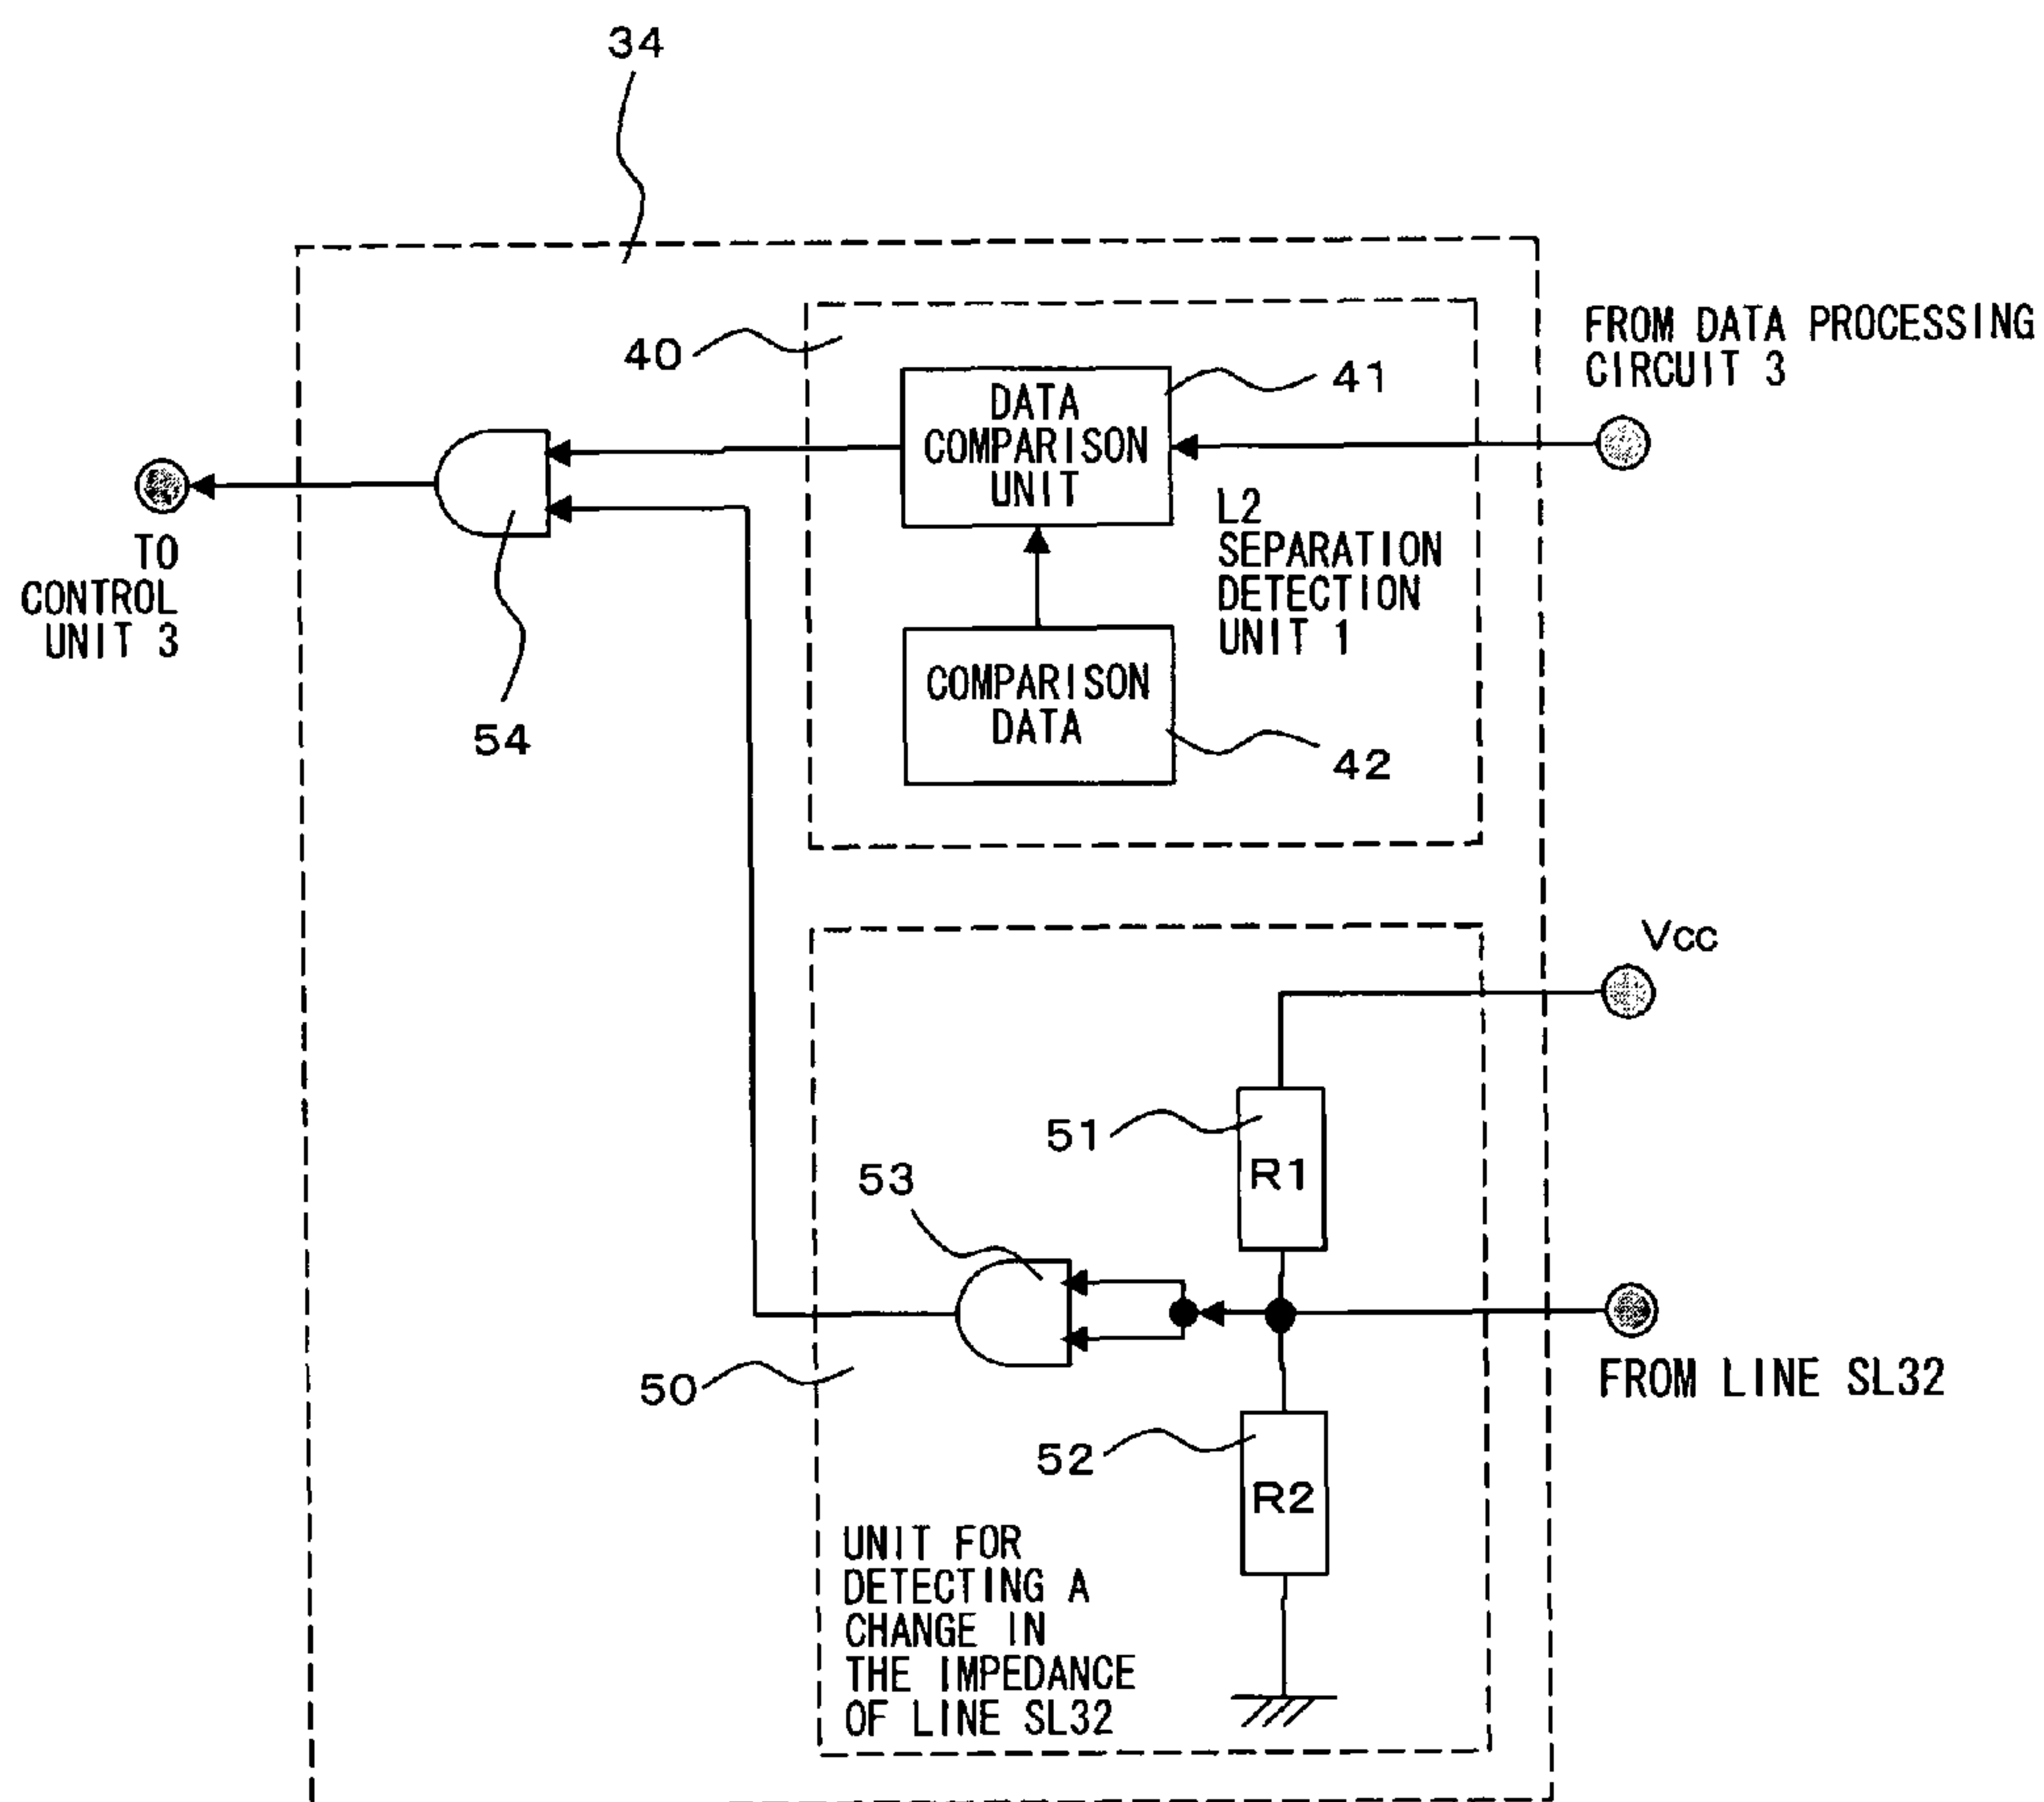 34
40
DATA
COMPARISON
UNIT
41
FROM DATA PROCESSING
CIRCUIT 3
TO
CONTROL
UNIT 3
54
L2
SEPARATION
DETECTION
UNIT 1
COMPARISON
DATA
42
Vcc
51
R1
53
50
FROM LINE SL32
52
R2
UNIT FOR
DETECTING A
CHANGE IN
THE IMPEDANCE
OF LINE SL32